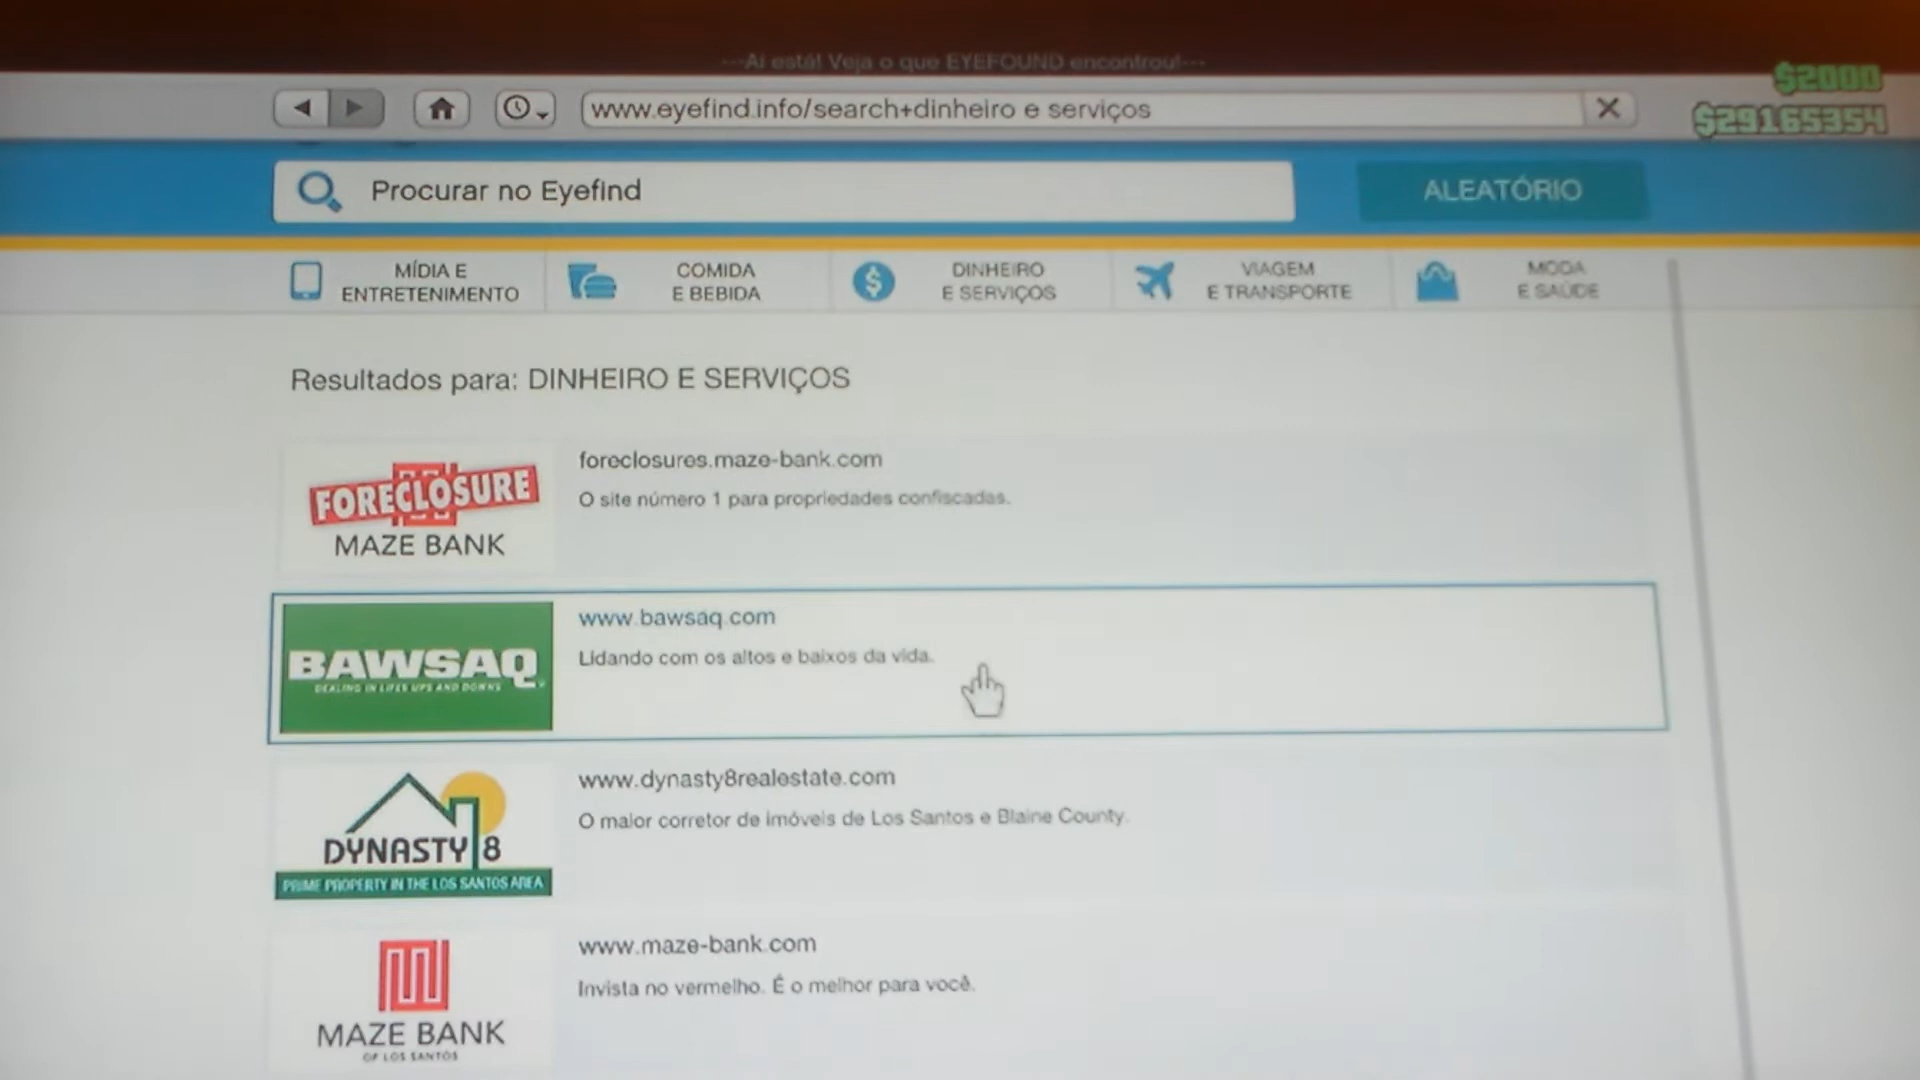 ---Aí está! Veja o que EYEFOUND encontrou!---
$2000
www.eyefind.info/search+dinheiro e serviços
$29165354
Procurar no Eyefind
ALEATÓRIO
MÍDIA E
ENTRETENIMENTO
COMIDA
E BEBIDA
DINHEIRO
E SERVIÇOS
VIAGEM
E TRANSPORTE
MODA
E SAÚDE
Resultados para: DINHEIRO E SERVIÇOS
FORECLOSURE
MAZE BANK
foreclosures.maze-bank.com
O site número 1 para propriedades confiscadas.
BAWSAQ
DEALING IN LIFES UPS AND DOWNS
www.bawsaq.com
Lidando com os altos e baixos da vida.
DYNASTY 8
PRIME PROPERTY IN THE LOS SANTOS AREA
www.dynasty8realestate.com
O maior corretor de imóveis de Los Santos e Blaine County.
MAZE BANK
OF LOS SANTOS
www.maze-bank.com
Invista no vermelho. É o melhor para você.